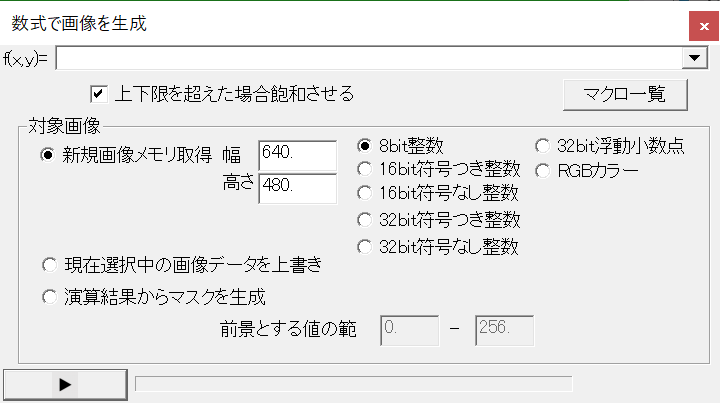 数式で画像を生成
f(x,y)=
上下限を超えた場合飽和させる
マクロ一覧
対象画像
新規画像メモリ取得 幅 640.
高さ 480.
8bit整数
16bit符号つき整数
16bit符号なし整数
32bit符号つき整数
32bit符号なし整数
32bit浮動小数点
RGBカラー
現在選択中の画像データを上書き
演算結果からマスクを生成
前景とする値の範 0. － 256.